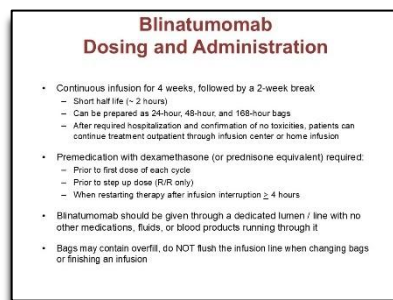 Blinatumomab
Dosing and Administration
• Continuous infusion for 4 weeks, followed by a 2-week break
– Short half life (~ 2 hours)
– Can be prepared as 24-hour, 48-hour, and 168-hour bags
– After required hospitalization and confirmation of no toxicities, patients can
continue treatment outpatient through infusion center or home infusion
• Premedication with dexamethasone (or prednisone equivalent) required:
– Prior to first dose of each cycle
– Prior to step up dose (R/R only)
– When restarting therapy after infusion interruption ≥ 4 hours
• Blinatumomab should be given through a dedicated lumen / line with no
other medications, fluids, or blood products running through it
• Bags may contain overfill, do NOT flush the infusion line when changing bags
or finishing an infusion